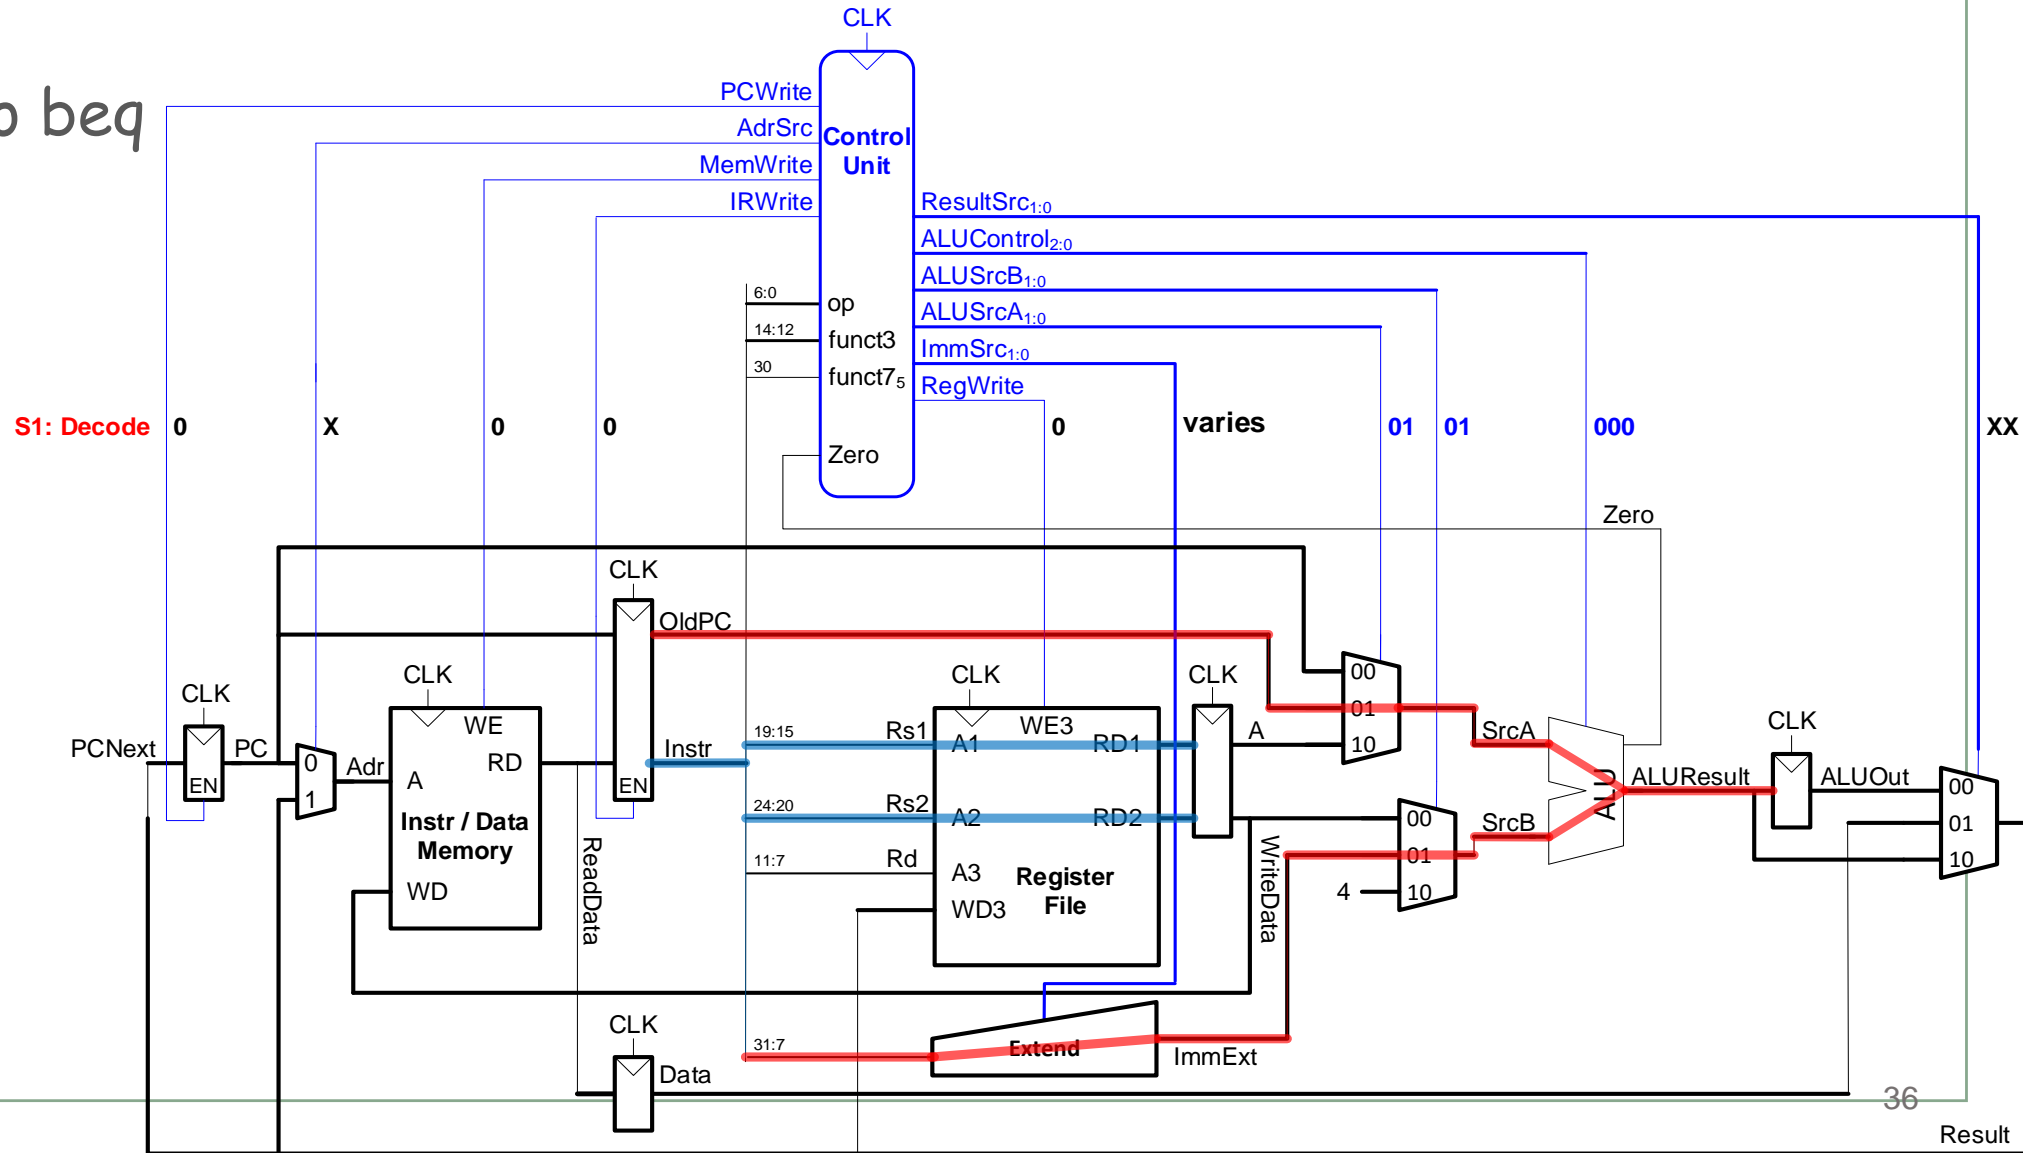 CLK
PCWrite
o beq
AdrSrc
Control
Unit
MemWrite
IRWrite
ResultSrc1:0
ALUControl2:0
ALUSrcB1:0
6:0
op
ALUSrcA1:0
14:12
funct3
ImmSrc1:0
30
funct75
RegWrite
S1: Decode 0 X 0 0 0 varies 01 01 000 XX
Zero
Zero
CLK
OldPC
CLK
CLK
CLK
CLK
CLK
00
01
10
PCNext
PC
EN
0
1
Adr
WE
RD
A
Instr / Data
Memory
WD
Instr
EN
ReadData
19:15
Rs1
A1
WE3
RD1
A
24:20
Rs2
A2
RD2
11:7
Rd
A3
WD3
Register
File
WriteData
SrcA
SrcB
00
01
4
10
ALU
ALUResult
CLK
ALUOut
00
01
10
31:7
Extend
ImmExt
CLK
Data
36
Result